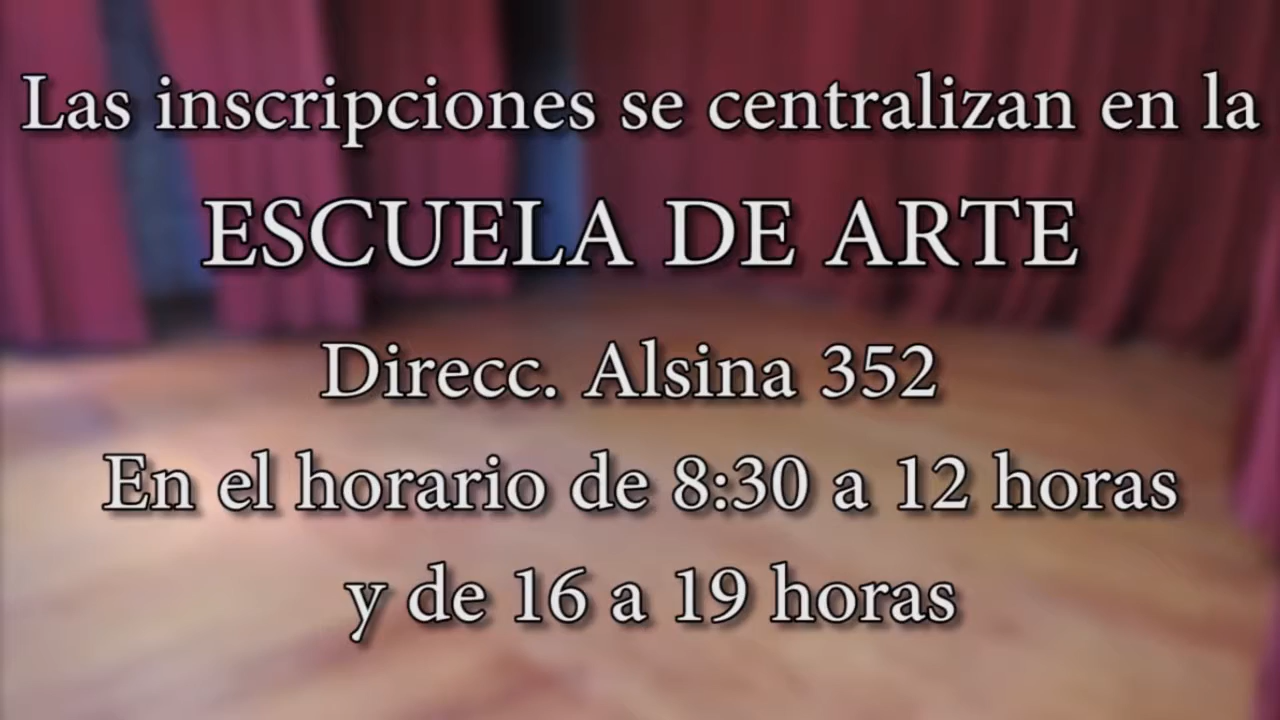 Las inscripciones se centralizan en la
ESCUELA DE ARTE
Direcc. Alsina 352
En el horario de 8:30 a 12 horas
y de 16 a 19 horas